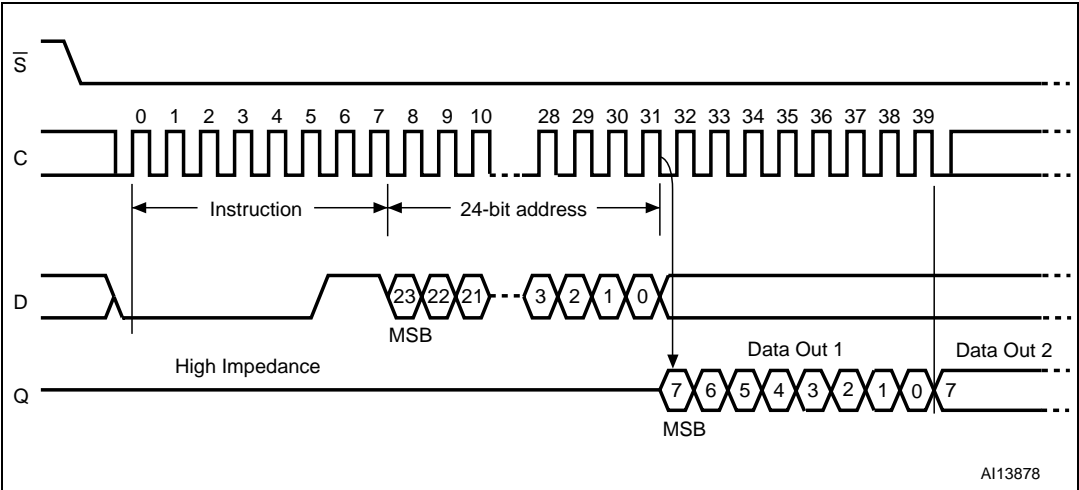 S
0 1 2 3 4 5 6 7 8 9 10 28 29 30 31 32 33 34 35 36 37 38 39
C
Instruction 24-bit address
D 23 22 21 3 2 1 0
MSB
Data Out 1 Data Out 2
High Impedance
Q 7 6 5 4 3 2 1 0 7
MSB
AI13878